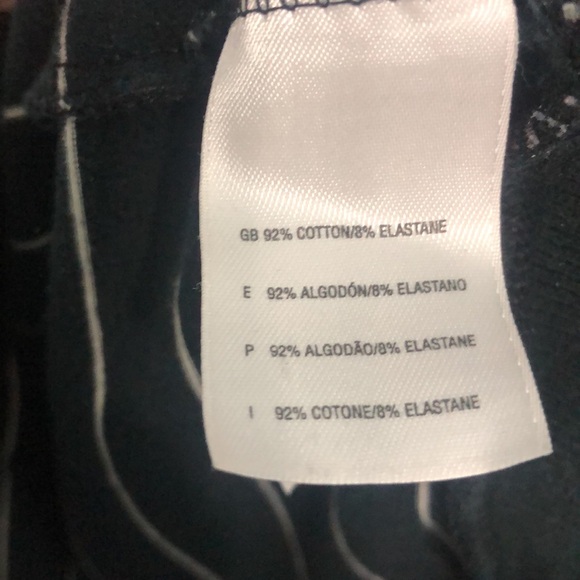 GB 92% COTTON/8% ELASTANE
E 92% ALGODÓN/8% ELASTANO
P 92% ALGODÃO/8% ELASTANE
I 92% COTONE/8% ELASTANE